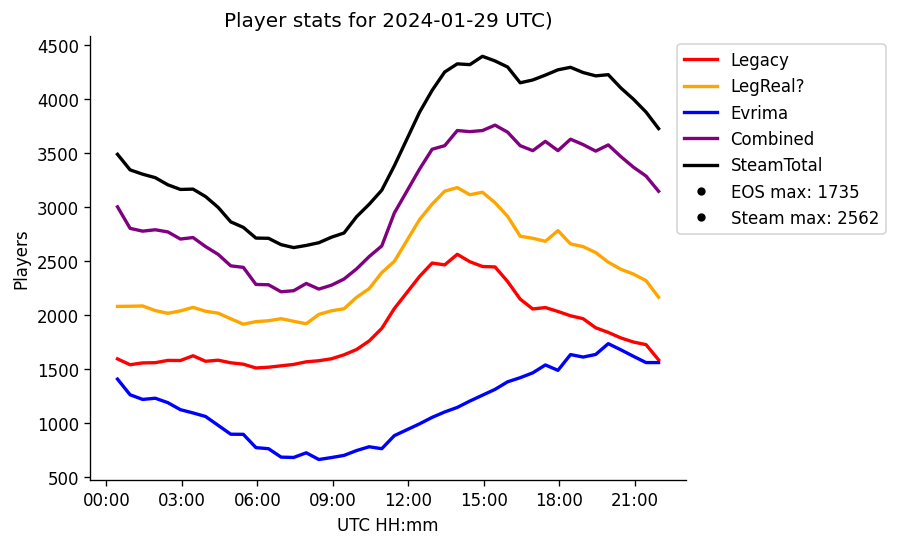 Player stats for 2024-01-29 UTC)
Players
4500
4000
3500
3000
2500
2000
1500
1000
500
00:00 03:00 06:00 09:00 12:00 15:00 18:00 21:00
UTC HH:mm
Legacy
LegReal?
Evrima
Combined
SteamTotal
EOS max: 1735
Steam max: 2562